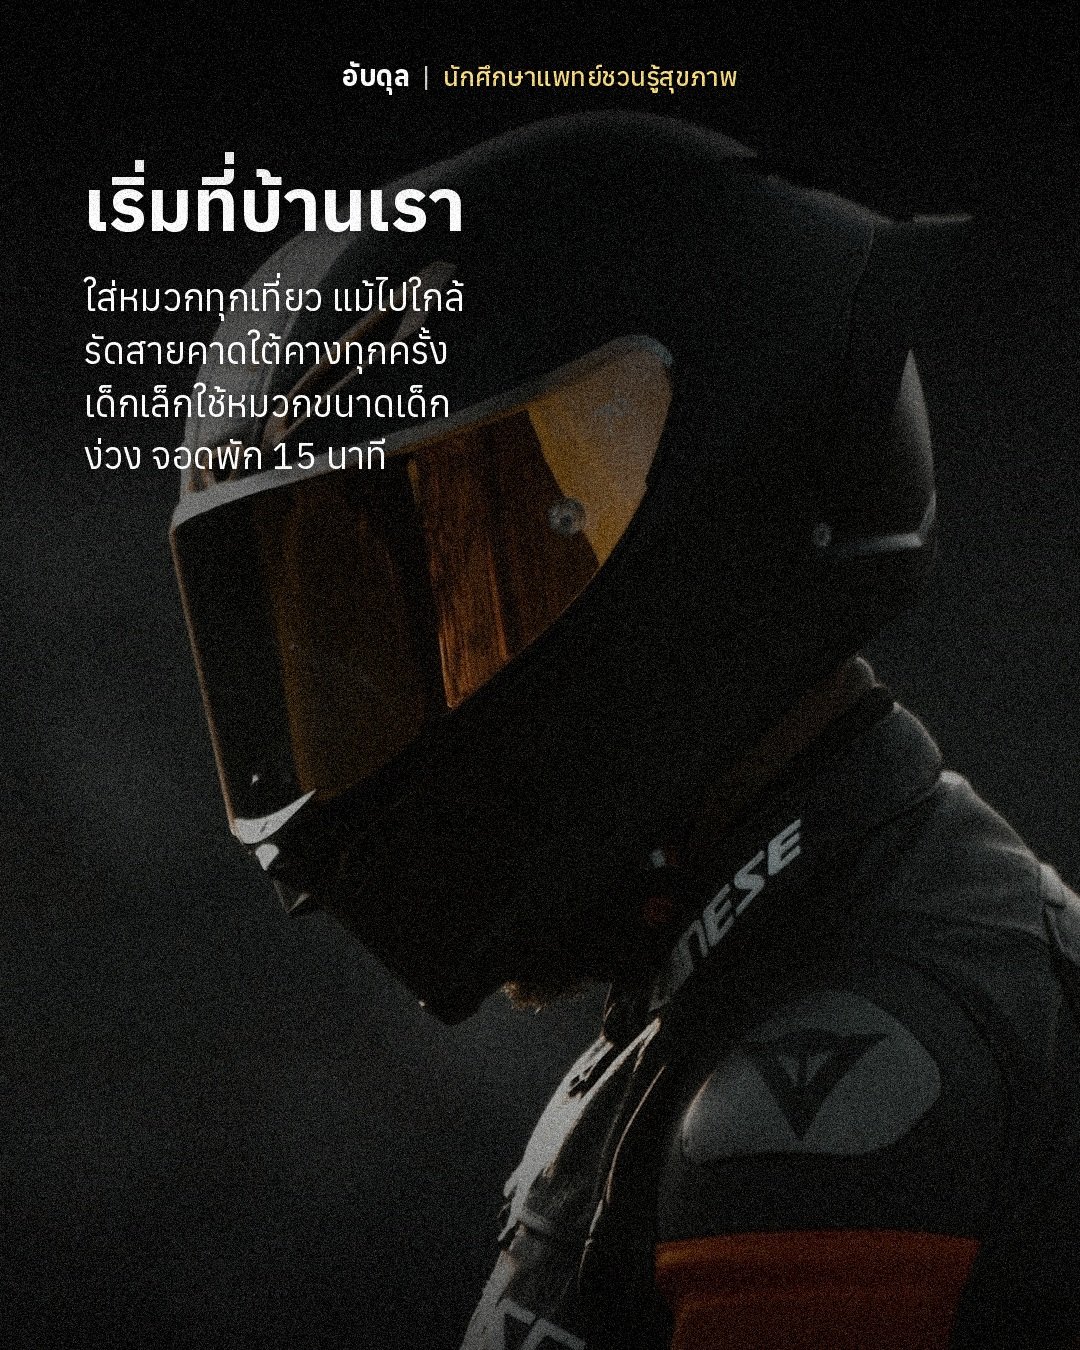 อับดุล | นักศึกษาแพทย์ชวนรู้สุขภาพ
เริ่มที่บ้านเรา
ใส่หมวกทุกเที่ยว แม้ไปใกล้
รัดสายคาดใต้คางทุกครั้ง
เด็กเล็กใช้หมวกขนาดเด็ก
ง่วง จอดพัก 15 นาที
NESE